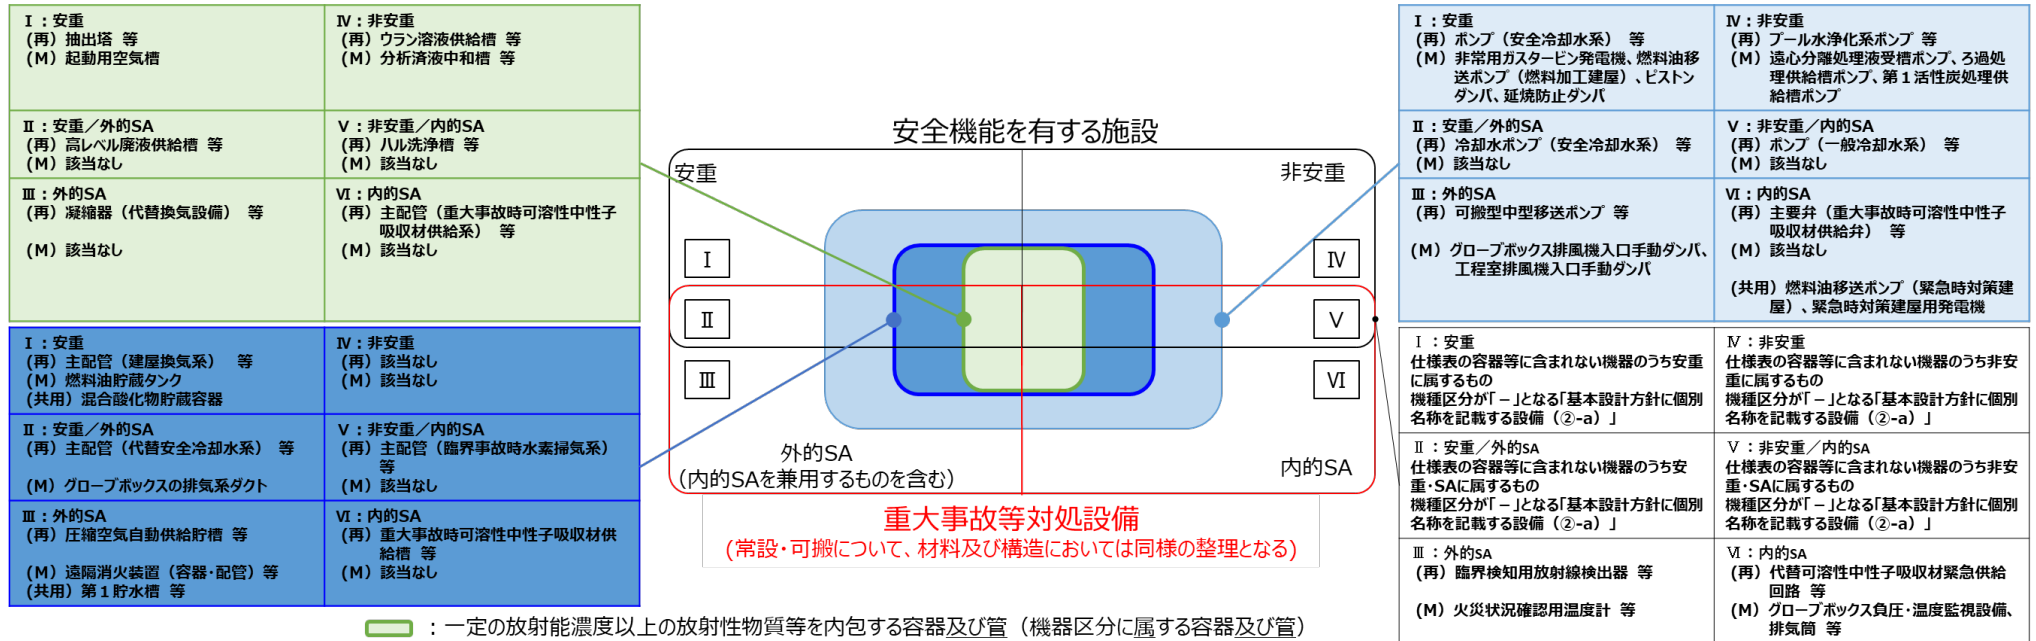 Ⅰ：安重
(再) 抽出塔 等
(M) 起動用空気槽
Ⅳ：非安重
(再) ウラン溶液供給槽 等
(M) 分析済液中和槽 等
Ⅱ：安重／外的SA
(再) 高レベル廃液供給槽 等
(M) 該当なし
Ⅴ：非安重／内的SA
(再) ハル洗浄槽 等
(M) 該当なし
Ⅲ：外的SA
(再) 凝縮器（代替換気設備） 等
(M) 該当なし
Ⅵ：内的SA
(再) 主配管（重大事故時可溶性中性子
吸収材供給系） 等
(M) 該当なし
Ⅰ：安重
(再) 主配管（建屋換気系） 等
(M) 燃料油貯蔵タンク
(共用) 混合酸化物貯蔵容器
Ⅳ：非安重
(再) 該当なし
(M) 該当なし
Ⅱ：安重／外的SA
(再) 主配管（代替安全冷却水系） 等
(M) グローブボックスの排気系ダクト
Ⅴ：非安重／内的SA
(再) 主配管（臨界事故時水素掃気系）
等
(M) 該当なし
Ⅲ：外的SA
(再) 圧縮空気自動供給貯槽 等
(M) 遠隔消火装置（容器・配管）等
(共用) 第１貯水槽 等
Ⅵ：内的SA
(再) 重大事故時可溶性中性子吸収材供
給槽 等
(M) 該当なし
安全機能を有する施設
安重
非安重
Ⅰ
Ⅳ
Ⅱ
Ⅴ
Ⅲ
Ⅵ
外的SA
（内的SAを兼用するものを含む）
内的SA
重大事故等対処設備
(常設・可搬について、材料及び構造においては同様の整理となる)
Ⅰ：安重
(再) ポンプ（安全冷却水系） 等
(M) 非常用ガスタービン発電機、燃料油移
送ポンプ（燃料加工建屋）、ピストン
ダンパ、延焼防止ダンパ
Ⅳ：非安重
(再) プール水浄化系ポンプ 等
(M) 遠心分離処理液受槽ポンプ、ろ過処
理供給槽ポンプ、第１活性炭処理供
給槽ポンプ
Ⅱ：安重／外的SA
(再) 冷却水ポンプ（安全冷却水系） 等
(M) 該当なし
Ⅴ：非安重／内的SA
(再) ポンプ（一般冷却水系） 等
(M) 該当なし
Ⅲ：外的SA
(再) 可搬型中型移送ポンプ 等
(M) グローブボックス排風機入口手動ダンパ、
工程室排風機入口手動ダンパ
Ⅵ：内的SA
(再) 主要弁（重大事故時可溶性中性子
吸収材供給弁） 等
(M) 該当なし
(共用) 燃料油移送ポンプ（緊急時対策建
屋）、緊急時対策建屋用発電機
Ⅰ：安重
仕様表の容器等に含まれない機器のうち安重
に属するもの
機種区分が「－」となる「基本設計方針に個別
名称を記載する設備（②-a）」
Ⅳ：非安重
仕様表の容器等に含まれない機器のうち非安
重に属するもの
機種区分が「－」となる「基本設計方針に個別
名称を記載する設備（②-a）」
Ⅱ：安重／外的SA
仕様表の容器等に含まれない機器のうち安
重・SAに属するもの
機種区分が「－」となる「基本設計方針に個別
名称を記載する設備（②-a）」
Ⅴ：非安重／内的SA
仕様表の容器等に含まれない機器のうち非安
重・SAに属するもの
機種区分が「－」となる「基本設計方針に個別
名称を記載する設備（②-a）」
Ⅲ：外的SA
(再) 臨界検知用放射線検出器 等
(M) 火災状況確認用温度計 等
Ⅵ：内的SA
(再) 代替可溶性中性子吸収材緊急供給
回路 等
(M) グローブボックス負圧・温度監視設備、
排気筒 等
：一定の放射能濃度以上の放射性物質等を内包する容器及び管（機器区分に属する容器及び管）